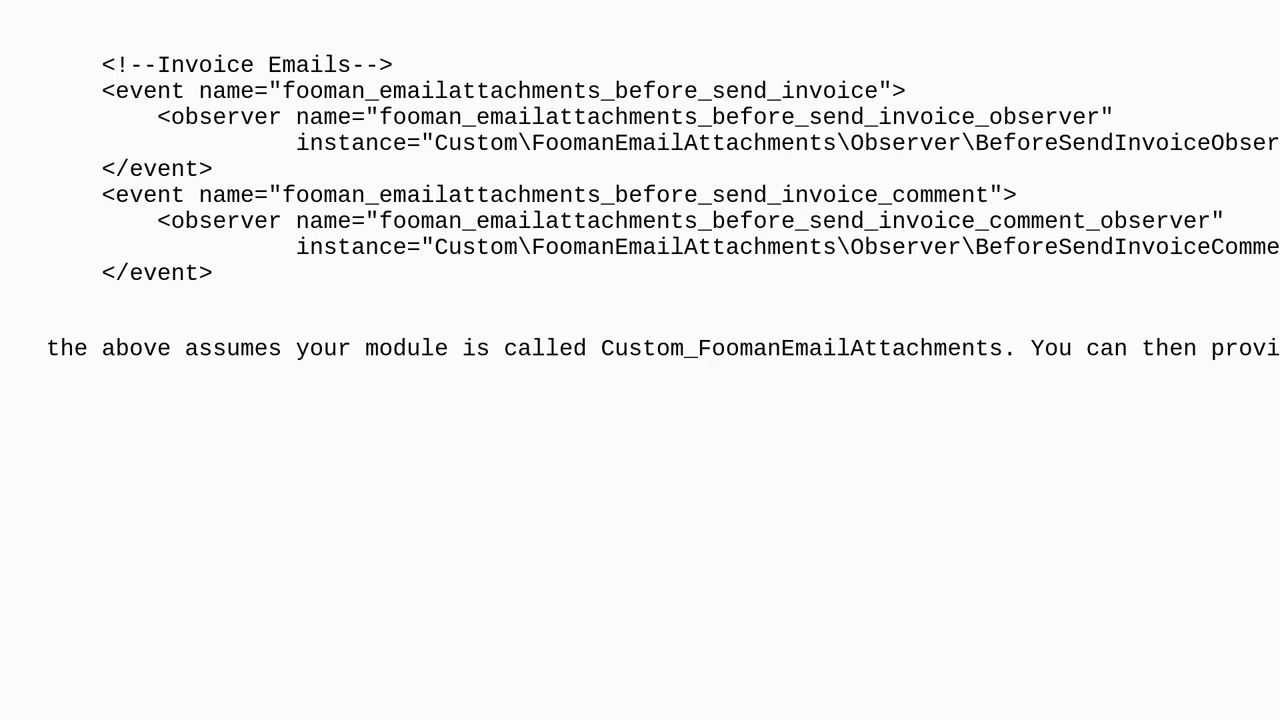 <!--Invoice Emails-->
<event name="fooman_emailattachments_before_send_invoice">
<observer name="fooman_emailattachments_before_send_invoice_observer"
instance="Custom\FoomanEmailAttachments\Observer\BeforeSendInvoiceObser
</event>
<event name="fooman_emailattachments_before_send_invoice_comment">
<observer name="fooman_emailattachments_before_send_invoice_comment_observer"
instance="Custom\FoomanEmailAttachments\Observer\BeforeSendInvoiceComme
</event>
the above assumes your module is called Custom_FoomanEmailAttachments. You can then provi